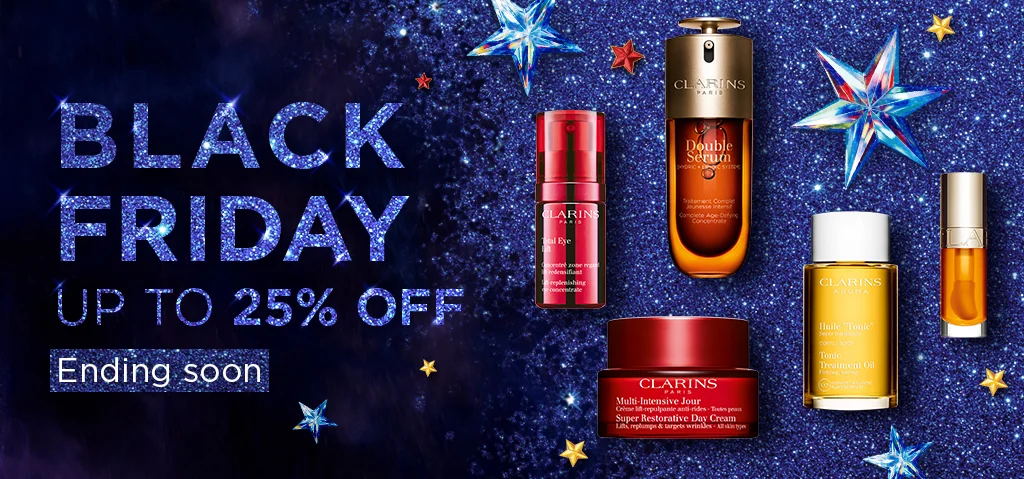 BLACK
FRIDAY
UP TO 25% OFF
Ending soon
CLARINS
PARIS
Total Eye
Lift
Concentré zone regard
lift-replenishing
eye concentrate
CLARINS
PARIS
Double
Serum
Traitement Complet
Jeunesse Intensif
Complete Age-Defying
Concentrate
CLARINS
PARIS
Multi-Intensive Jour
Crème lift-repulpante anti-rides - Toutes peaux
Super Restorative Day Cream
Lifts, replumps & targets wrinkles - All skin types
CLARINS
AROMA
Huile "Tonic"
Tonic
Treatment Oil